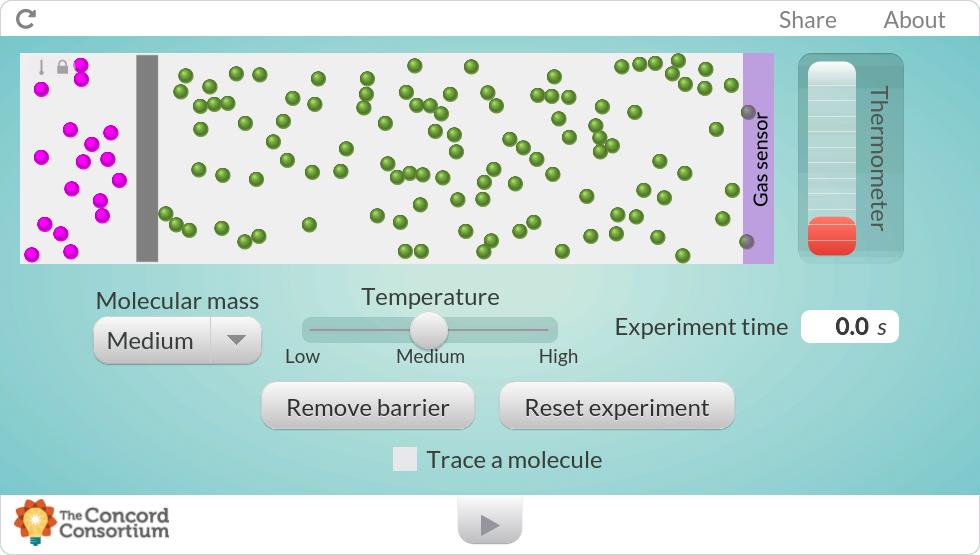 Share
About
Gas sensor
Thermometer
Molecular mass
Medium
Temperature
Low
Medium
High
Experiment time
0.0 s
Remove barrier
Reset experiment
Trace a molecule
The Concord
Consortium